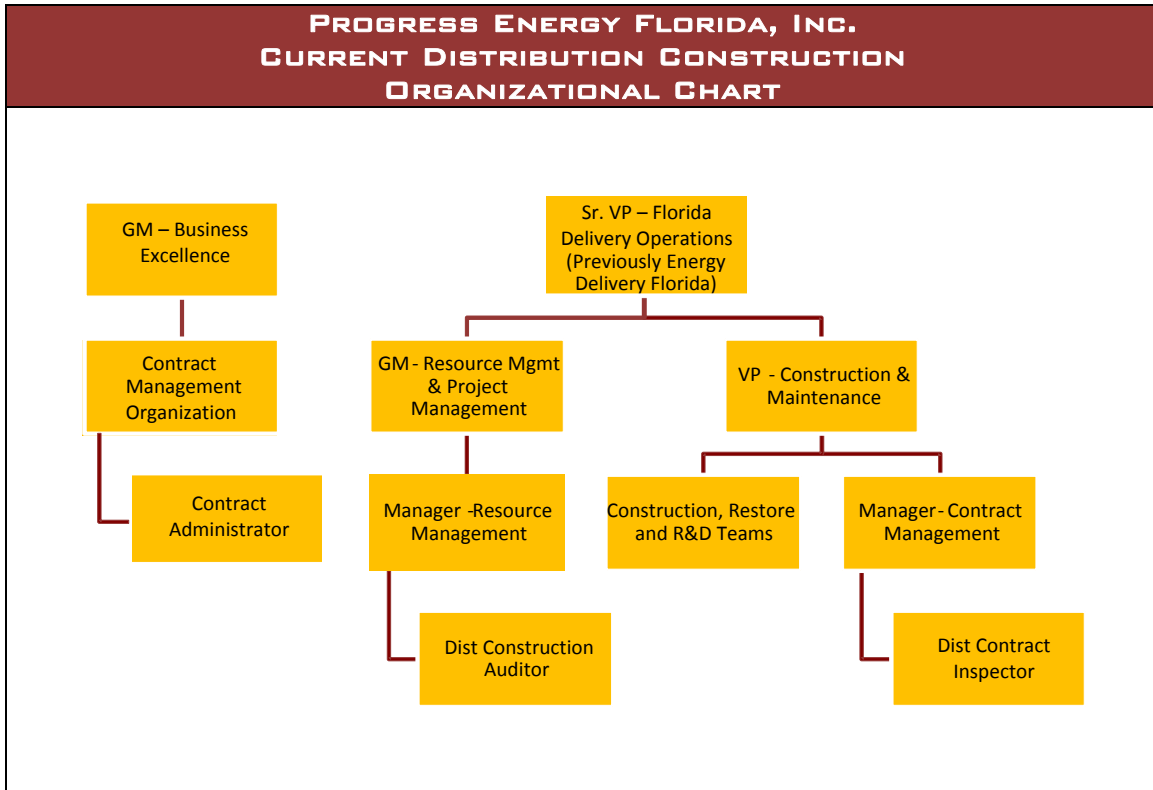 PROGRESS ENERGY FLORIDA, INC.
CURRENT DISTRIBUTION CONSTRUCTION
ORGANIZATIONAL CHART
GM – Business
Excellence
Sr. VP – Florida
Delivery Operations
(Previously Energy
Delivery Florida)
Contract
Management
Organization
GM - Resource Mgmt
& Project
Management
VP - Construction &
Maintenance
Contract
Administrator
Manager -Resource
Management
Construction, Restore
and R&D Teams
Manager- Contract
Management
Dist Construction
Auditor
Dist Contract
Inspector